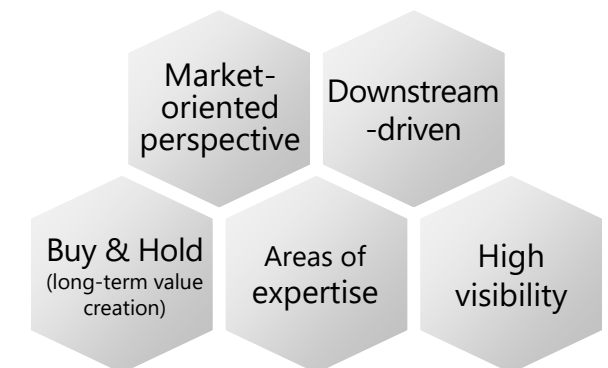 Market-
oriented
perspective
Downstream
-driven
Buy & Hold
(long-term value
creation)
Areas of
expertise
High
visibility